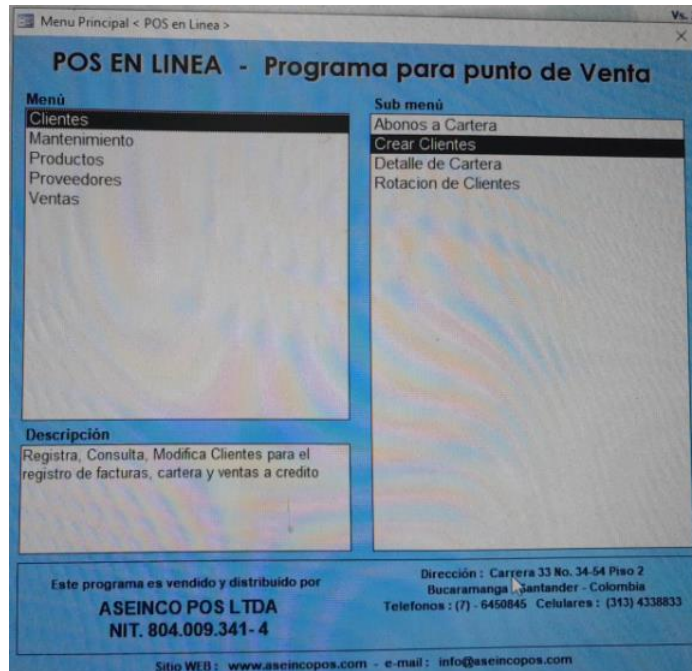 Menu Principal < POS en Linea >
Vs.
POS EN LINEA - Programa para punto de Venta
Menú
Clientes
Mantenimiento
Productos
Proveedores
Ventas
Sub menú
Abonos a Cartera
Crear Clientes
Detalle de Cartera
Rotacion de Clientes
Descripción
Registra, Consulta, Modifica Clientes para el
registro de facturas, cartera y ventas a credito
Este programa es vendido y distribuido por
ASEINCO POS LTDA
NIT. 804.009.341- 4
Dirección : Carrera 33 No. 34-54 Piso 2
Bucaramanga Santander - Colombia
Telefonos : (7) - 6450845 Celulares : (313) 4338833
Sitio WEB : www.aseincopos.com - e-mail : info@aseincopos.com